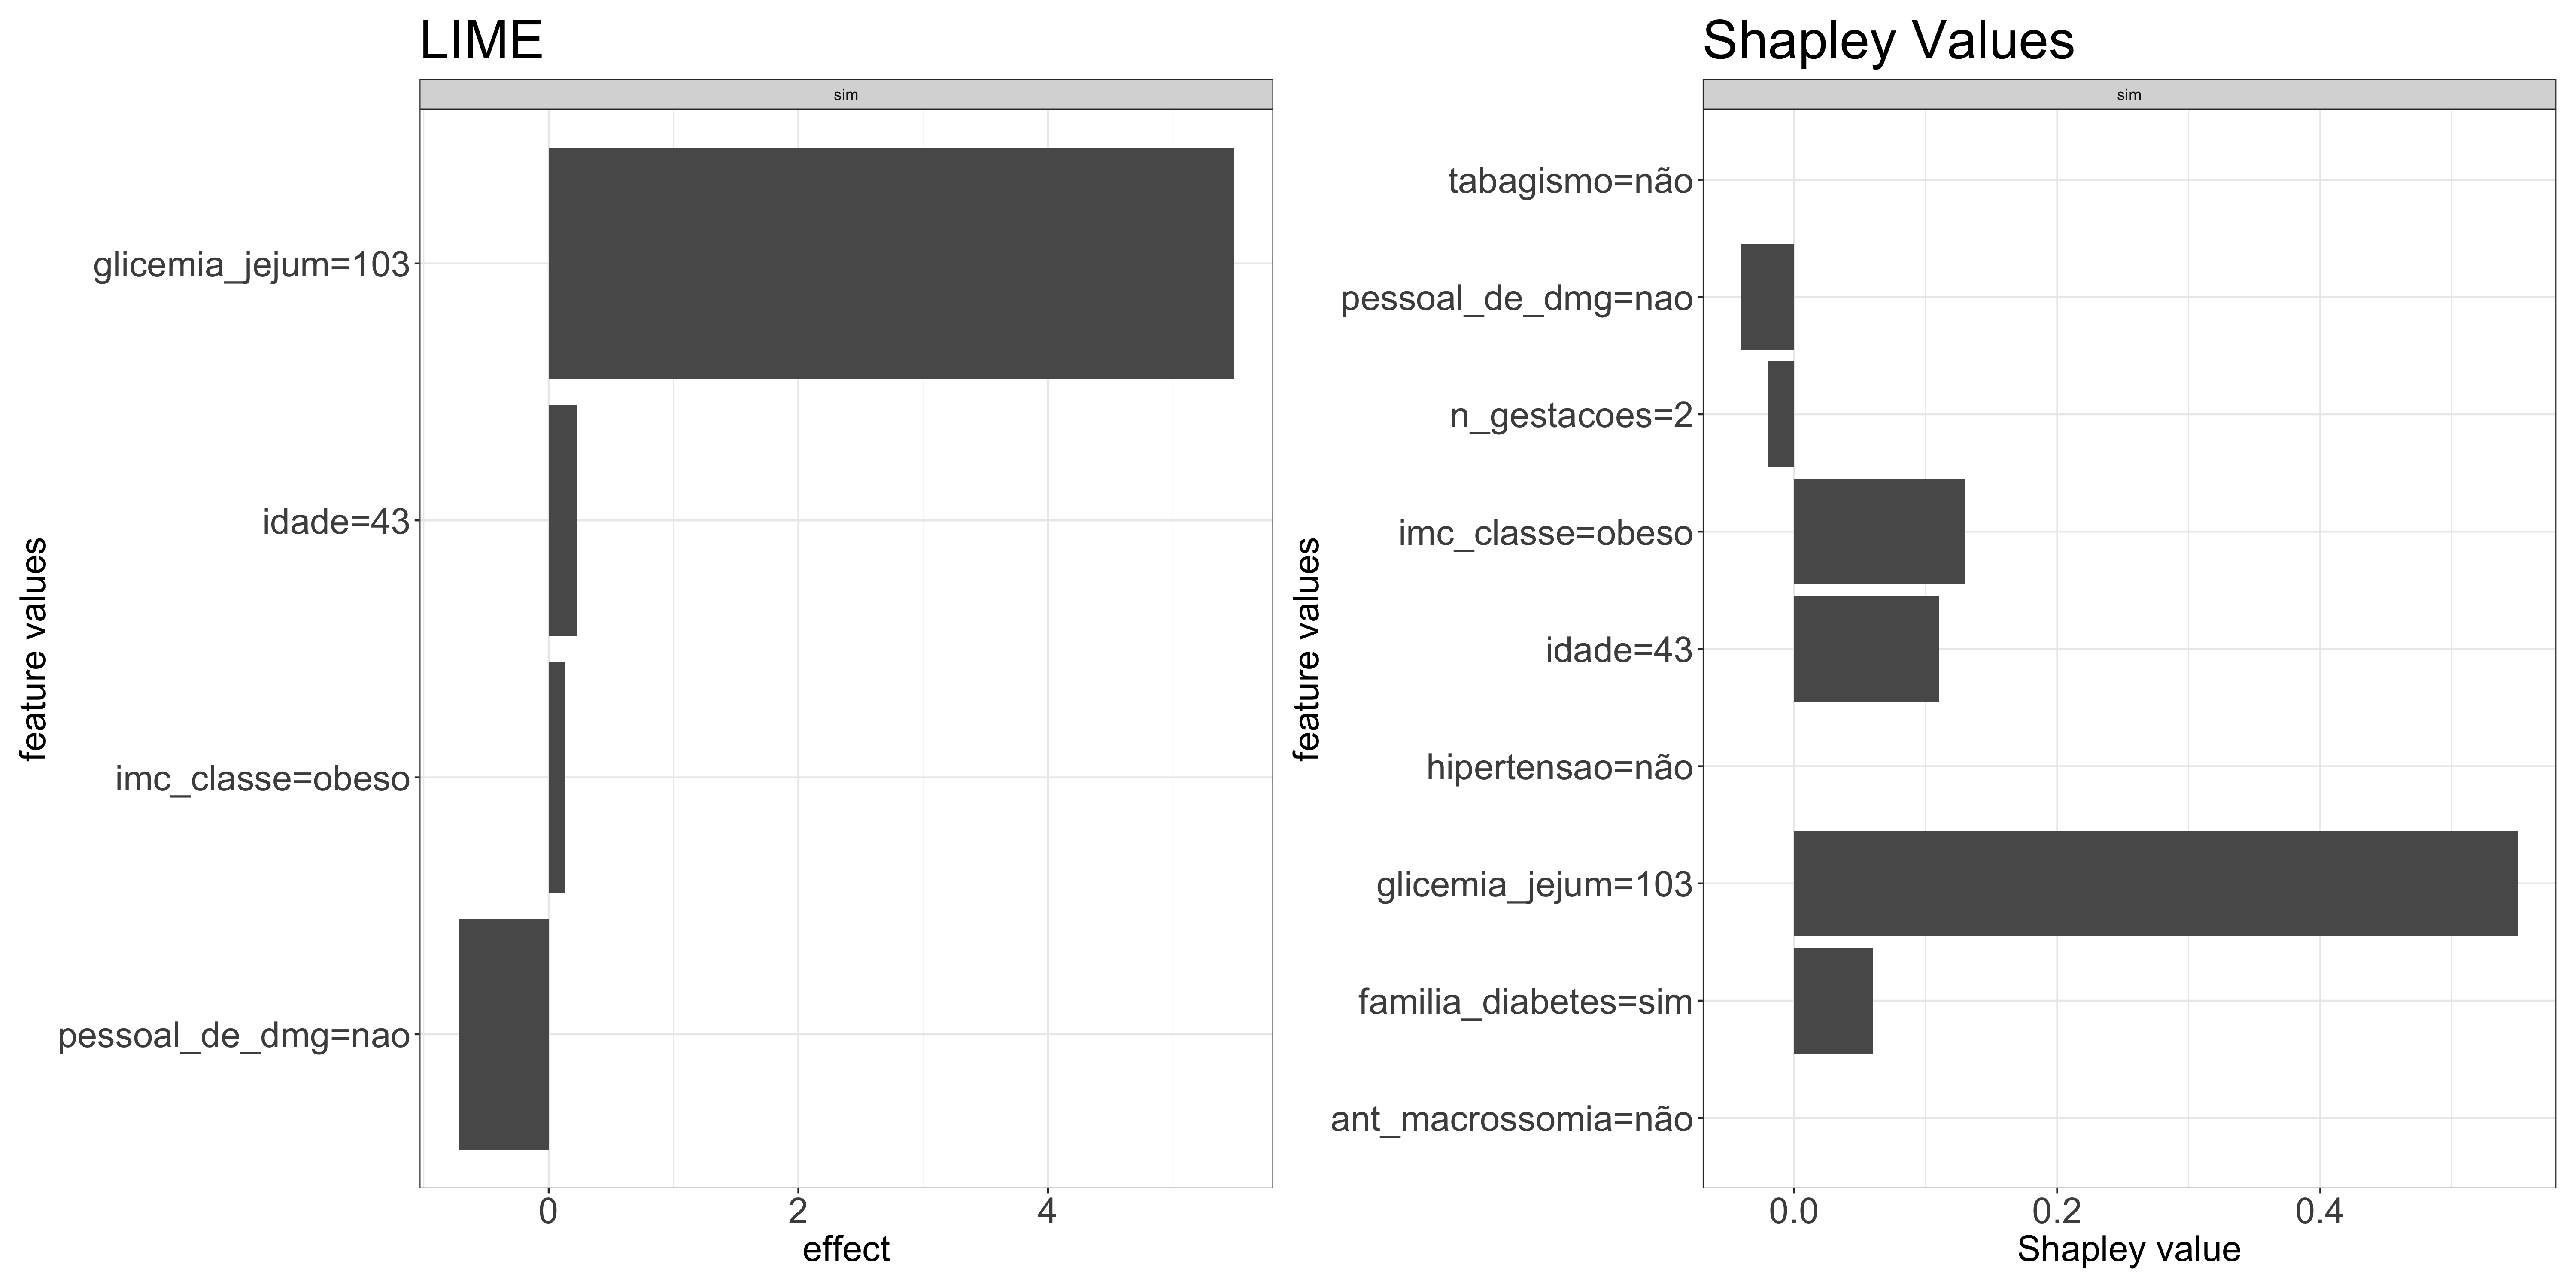 LIME
sim
feature values
glicemia_jejum=103
idade=43
imc_classe=obeso
pessoal_de_dmg=nao
0 2 4
effect
Shapley Values
sim
feature values
tabagismo=não
pessoal_de_dmg=nao
n_gestacoes=2
imc_classe=obeso
idade=43
hipertensao=não
glicemia_jejum=103
familia_diabetes=sim
ant_macrossomia=não
0.0 0.2 0.4
Shapley value